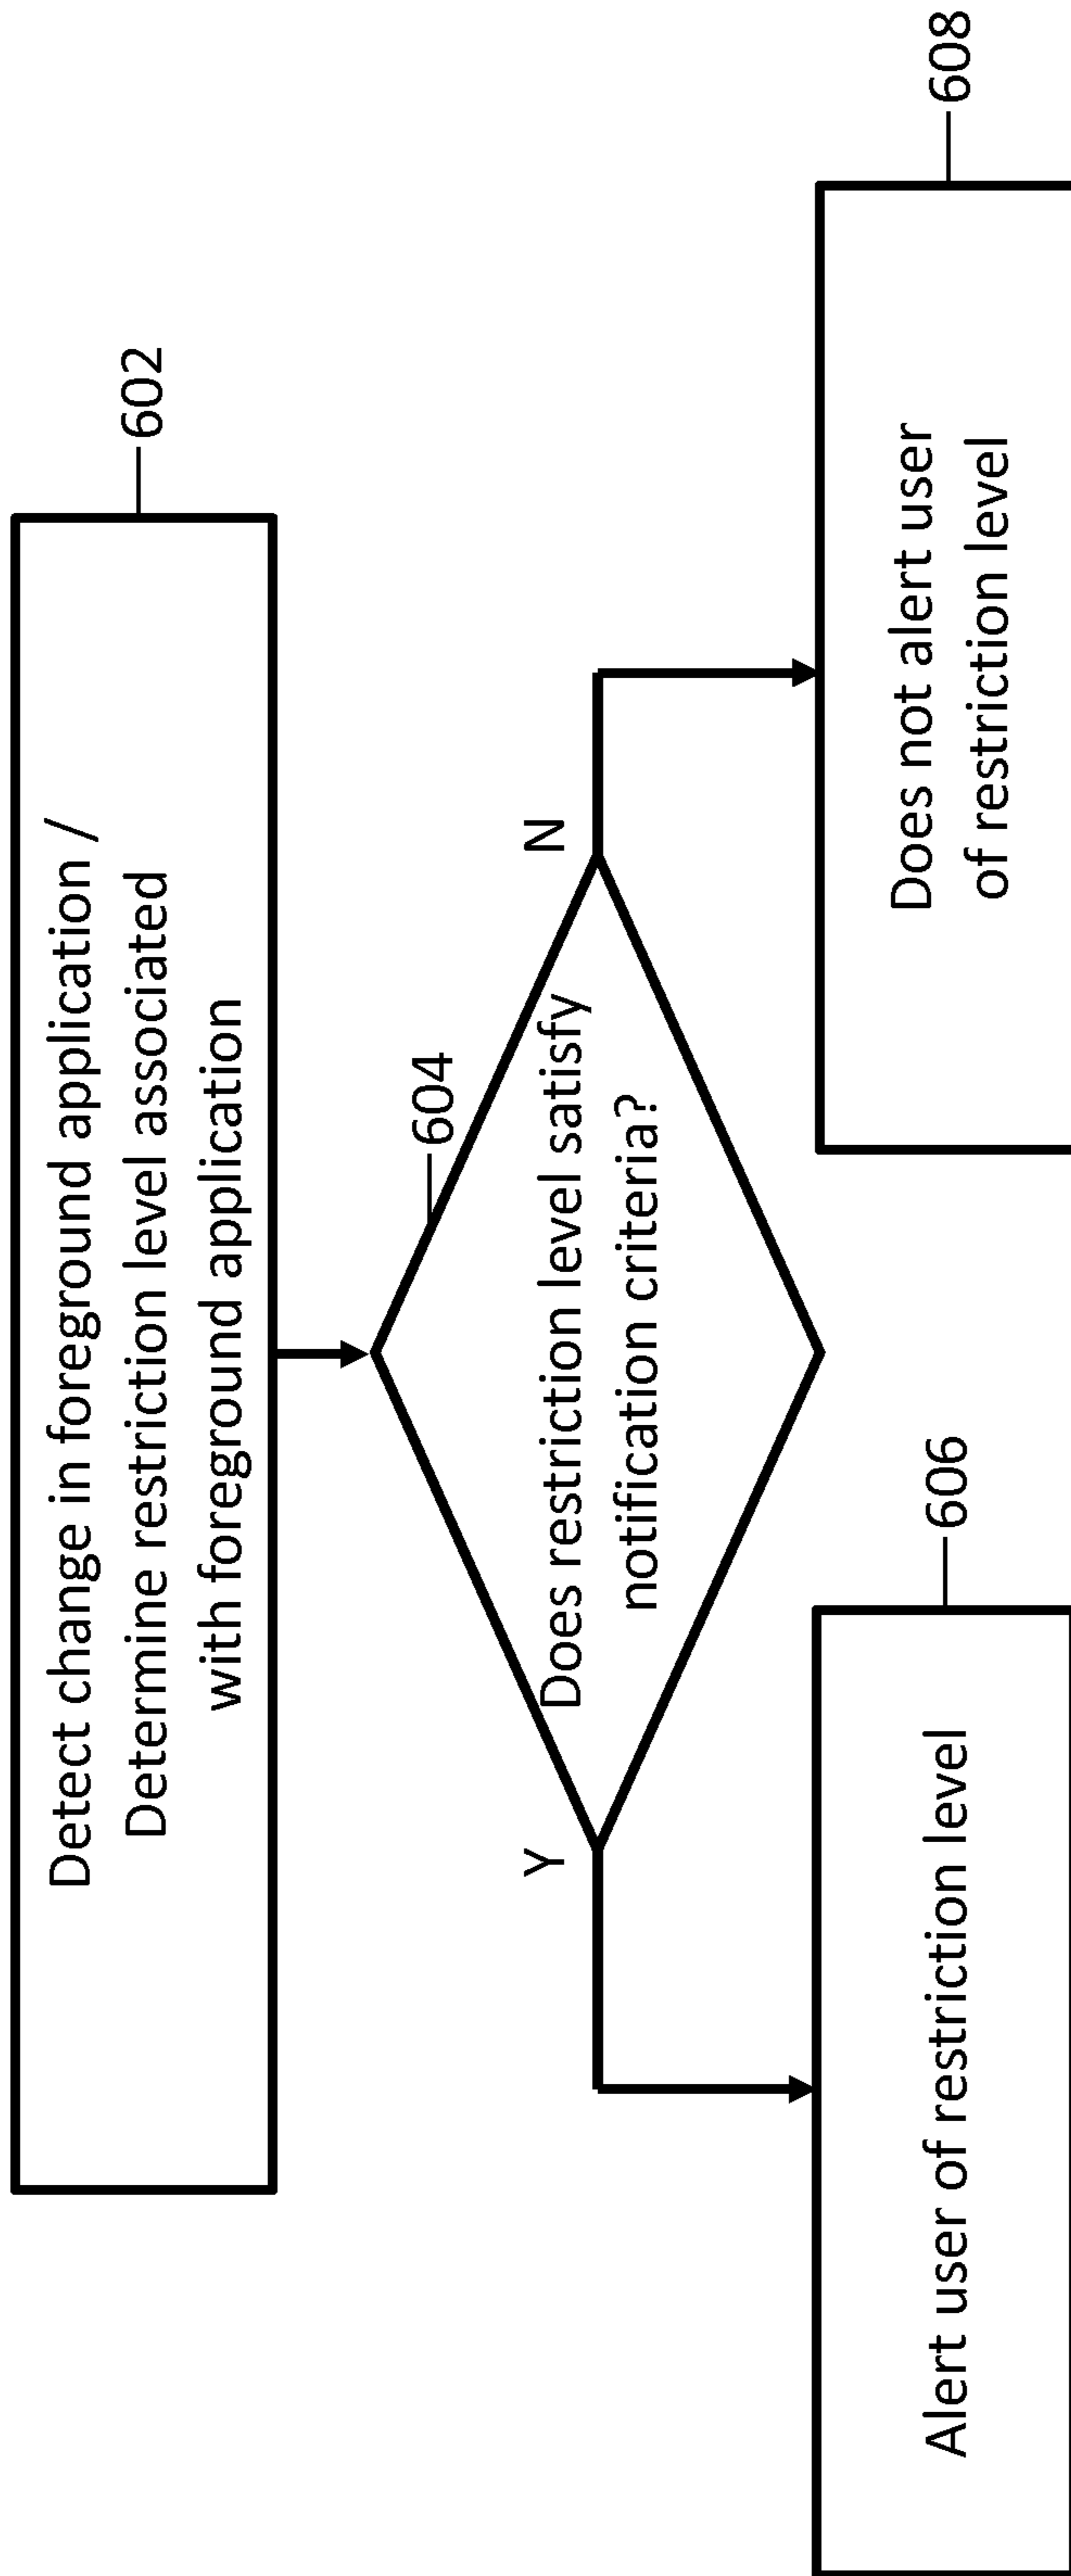 Detect change in foreground application /
Determine restriction level associated
with foreground application
602
604
Does restriction level satisfy
notification criteria?
Y
N
Alert user of restriction level
606
Does not alert user
of restriction level
608